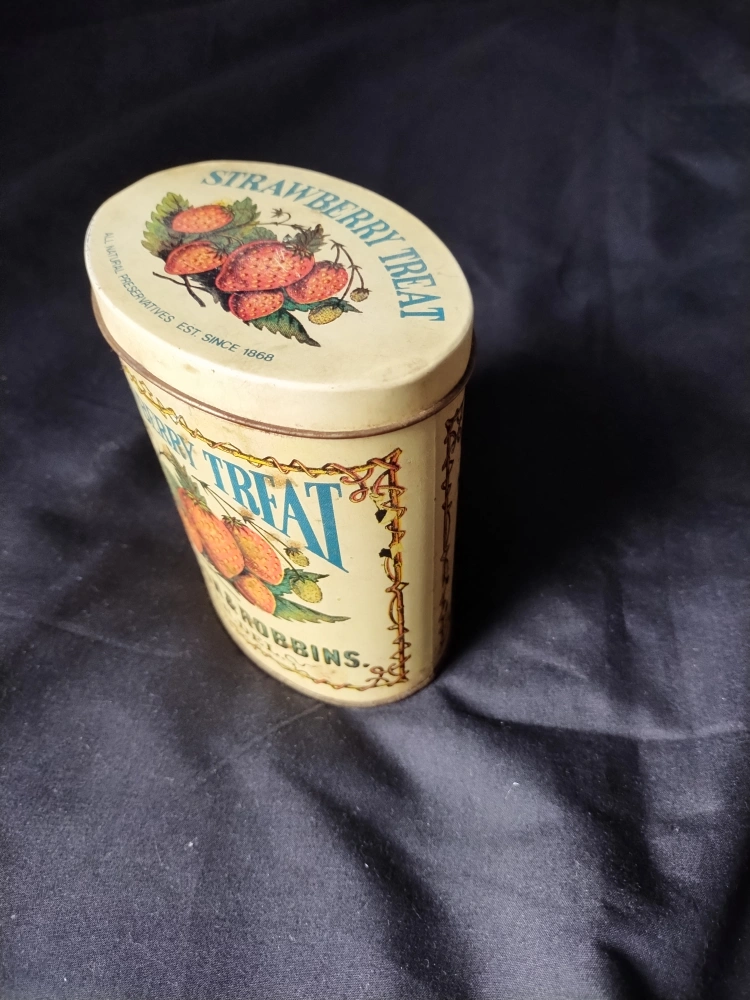 STRAWBERRY TREAT
ALL NATURAL PRESERVATIVES EST. SINCE 1868
BERRY TREAT
& ROBBINS.